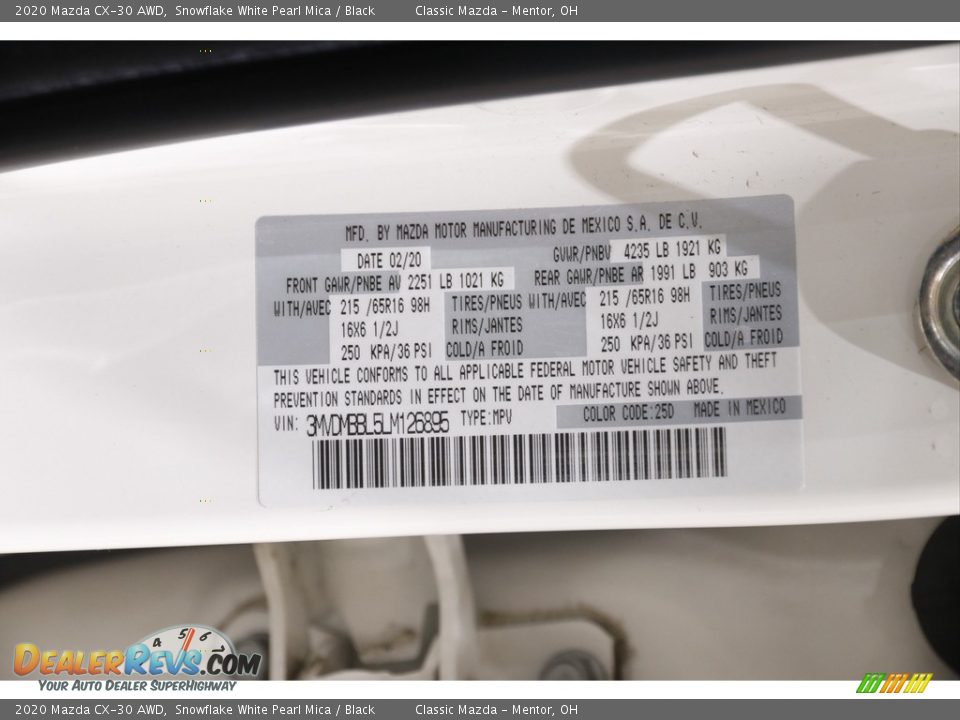 2020 Mazda CX-30 AWD, Snowflake White Pearl Mica / Black Classic Mazda - Mentor, OH
MFD. BY MAZDA MOTOR MANUFACTURING DE MEXICO S.A. DE C.V.
DATE 02/20 GVWR/PNBV 4235 LB 1921 KG
FRONT GAWR/PNBE AV 2251 LB 1021 KG REAR GAWR/PNBE AR 1991 LB 903 KG
WITH/AVEC 215 /65R16 98H TIRES/PNEUS WITH/AVEC 215 /65R16 98H TIRES/PNEUS
16X6 1/2J RIMS/JANTES 16X6 1/2J RIMS/JANTES
250 KPA/36 PSI COLD/A FROID 250 KPA/36 PSI COLD/A FROID
THIS VEHICLE CONFORMS TO ALL APPLICABLE FEDERAL MOTOR VEHICLE SAFETY AND THEFT
PREVENTION STANDARDS IN EFFECT ON THE DATE OF MANUFACTURE SHOWN ABOVE.
VIN: 3MVDMBBL5LM126895 TYPE:MPV COLOR CODE:25D MADE IN MEXICO
4 5 6 7
DEALERREVS.COM
YOUR AUTO DEALER SUPERHIGHWAY
2020 Mazda CX-30 AWD, Snowflake White Pearl Mica / Black Classic Mazda - Mentor, OH